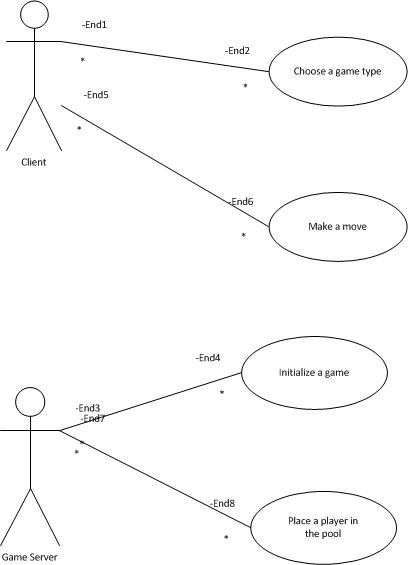 -End1
-End2
*
*
Choose a game type
-End5
*
Client
-End6
*
Make a move
-End4
*
Initialize a game
-End3
-End7
*
*
-End8
*
Place a player in
the pool
Game Server